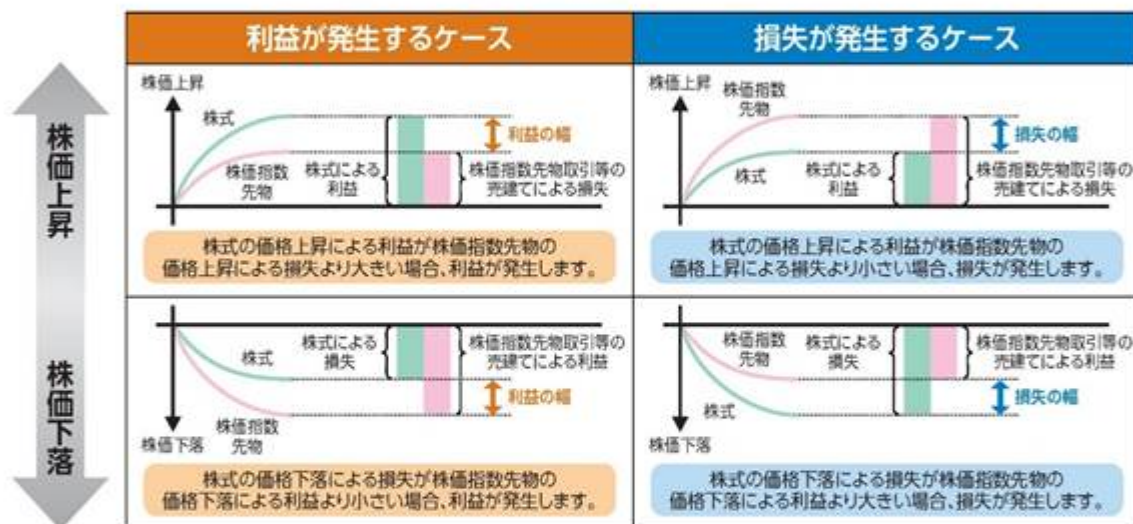 利益が発生するケース
損失が発生するケース
株価上昇
株価下落
株価上昇
株式
株価指数
先物
株式による
利益
利益の幅
株価指数先物取引等の
売建てによる損失
株式の価格上昇による利益が株価指数先物の
価格上昇による損失より大きい場合、利益が発生します。
株価上昇
株価指数
先物
株式
株式による
利益
損失の幅
株価指数先物取引等の
売建てによる損失
株式の価格上昇による利益が株価指数先物の
価格上昇による損失より小さい場合、損失が発生します。
株式
株式による
損失
株価指数先物取引等の
売建てによる利益
利益の幅
株価指数
先物
株価下落
株式の価格下落による損失が株価指数先物の
価格下落による利益より小さい場合、利益が発生します。
株価指数
先物
株式による
損失
株価指数先物取引等の
売建てによる利益
株式
損失の幅
株価下落
株式の価格下落による損失が株価指数先物の
価格下落による利益より大きい場合、損失が発生します。